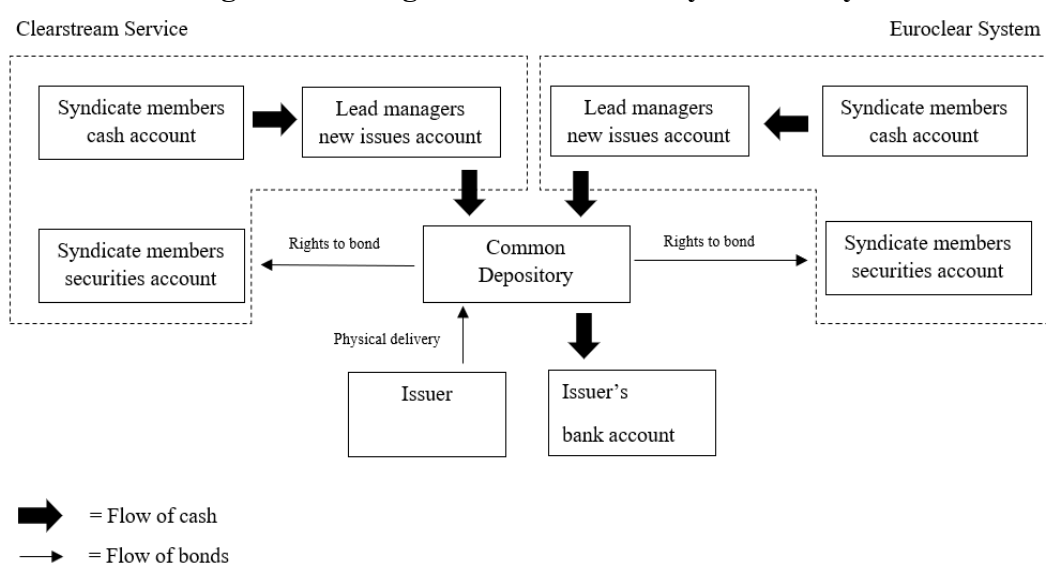 Clearstream Service
Euroclear System
Syndicate members
cash account
Lead managers
new issues account
Lead managers
new issues account
Syndicate members
cash account
Syndicate members
securities account
Rights to bond
Common
Depository
Rights to bond
Syndicate members
securities account
Physical delivery
Issuer
Issuer’s
bank account
= Flow of cash
= Flow of bonds